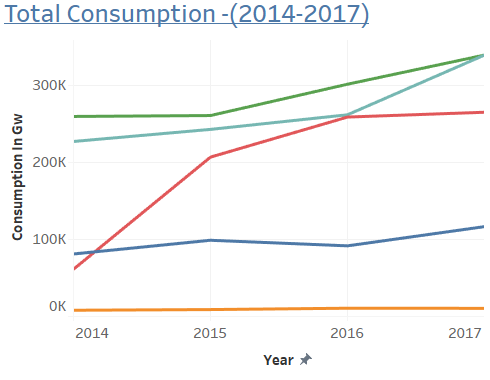 Total Consumption -(2014-2017)
300K
200K
100K
0K
Consumption In Gw
2014 2015 2016 2017
Year